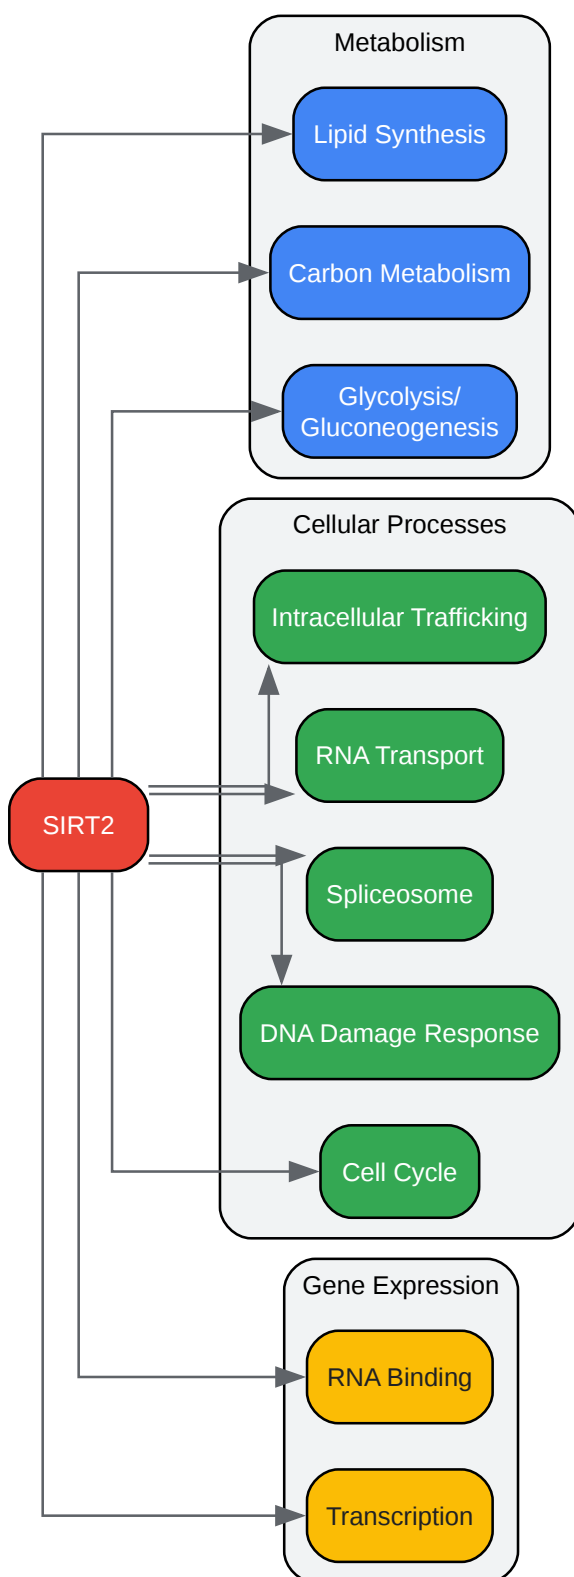 Metabolism
Lipid Synthesis
Carbon Metabolism
Glycolysis/
Gluconeogenesis
Cellular Processes
Intracellular Trafficking
RNA Transport
SIRT2
Spliceosome
DNA Damage Response
Cell Cycle
Gene Expression
RNA Binding
Transcription